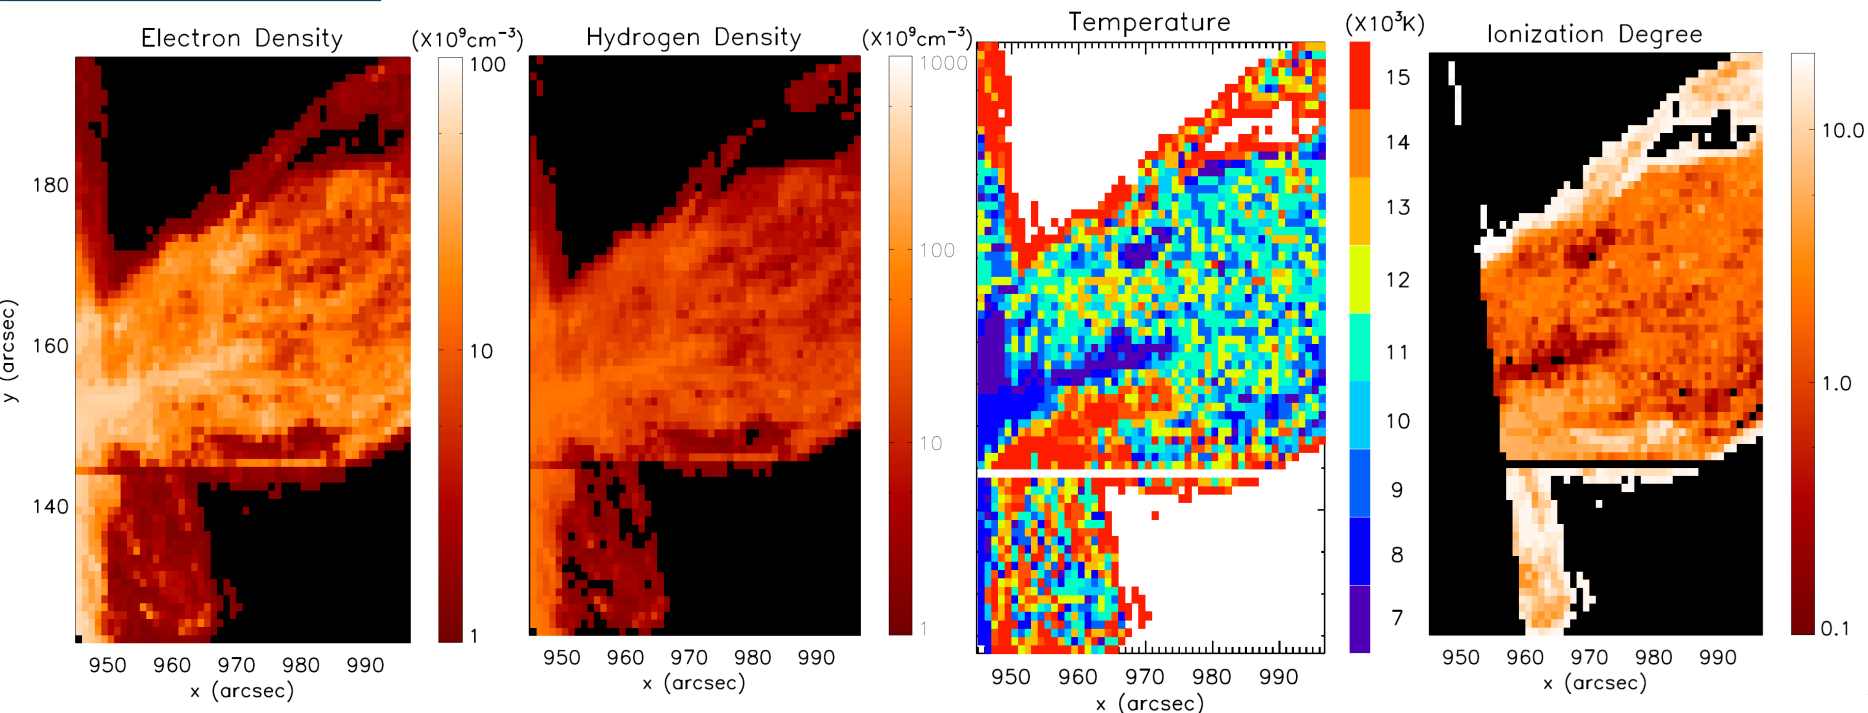 Electron Density
(X10⁹cm⁻³)
100
10
1
180
160
140
y (arcsec)
950 960 970 980 990
x (arcsec)
Hydrogen Density
(X10⁹cm⁻³)
1000
100
10
1
950 960 970 980 990
x (arcsec)
Temperature
(X10³K)
15
14
13
12
11
10
9
8
7
950 960 970 980 990
x (arcsec)
Ionization Degree
10.0
1.0
0.1
950 960 970 980 990
x (arcsec)